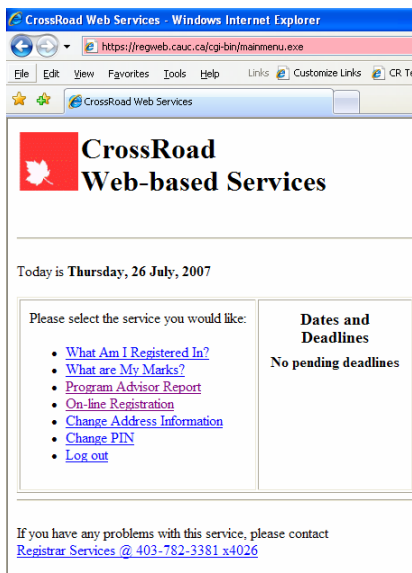 CrossRoad Web Services - Windows Internet Explorer
https://regweb.cauc.ca/cgi-bin/mainmenu.exe
File Edit View Favorites Tools Help Links Customize Links CR Te
CrossRoad Web Services
CrossRoad
Web-based Services
Today is Thursday, 26 July, 2007
Please select the service you would like:
What Am I Registered In?
What are My Marks?
Program Advisor Report
On-line Registration
Change Address Information
Change PIN
Log out
Dates and
Deadlines
No pending deadlines
If you have any problems with this service, please contact
Registrar Services @ 403-782-3381 x4026